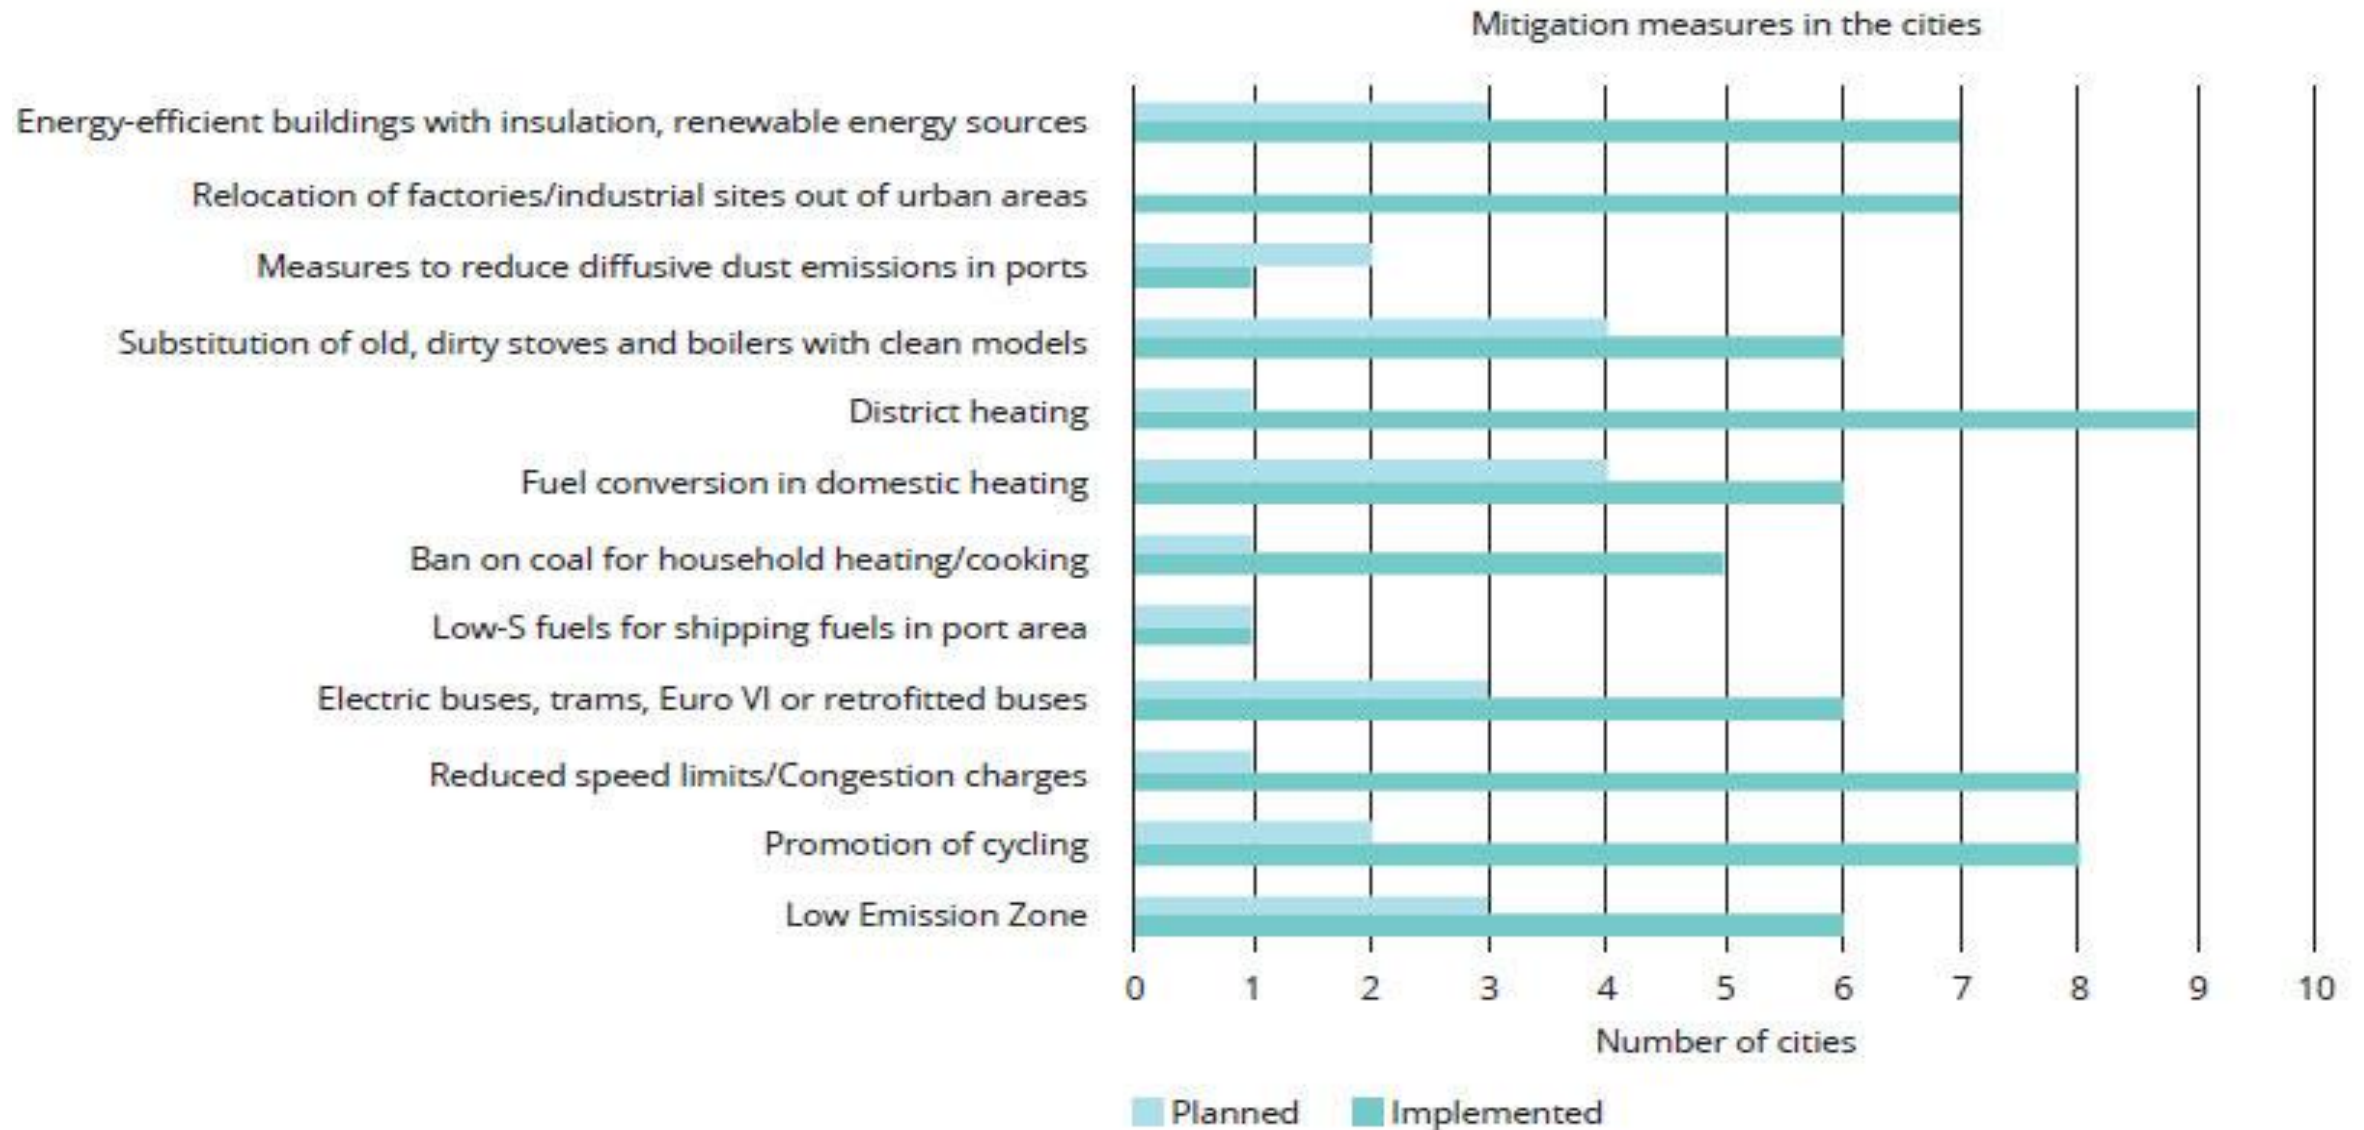 Mitigation measures in the cities
Energy-efficient buildings with insulation, renewable energy sources
Relocation of factories/industrial sites out of urban areas
Measures to reduce diffusive dust emissions in ports
Substitution of old, dirty stoves and boilers with clean models
District heating
Fuel conversion in domestic heating
Ban on coal for household heating/cooking
Low-S fuels for shipping fuels in port area
Electric buses, trams, Euro VI or retrofitted buses
Reduced speed limits/Congestion charges
Promotion of cycling
Low Emission Zone
0 1 2 3 4 5 6 7 8 9 10
Number of cities
Planned Implemented